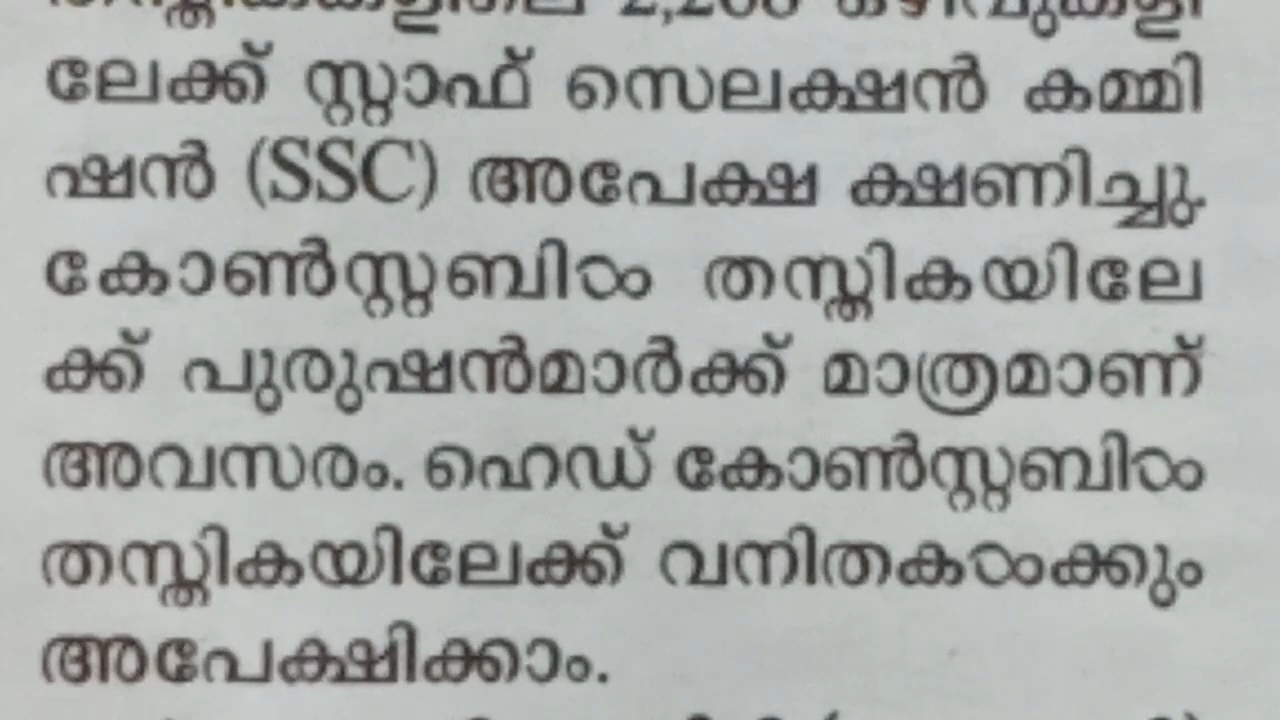 ലേക്ക് സ്റ്റാഫ് സെലക്ഷൻ കമ്മി
ഷൻ (SSC) അപേക്ഷ ക്ഷണിച്ചു.
കോൺസ്റ്റബിൾ തസ്തികയിലേ
ക്ക് പുരുഷൻമാർക്ക് മാത്രമാണ്
അവസരം. ഹെഡ് കോൺസ്റ്റബിൾ
തസ്തികയിലേക്ക് വനിതകൾക്കും
അപേക്ഷിക്കാം.